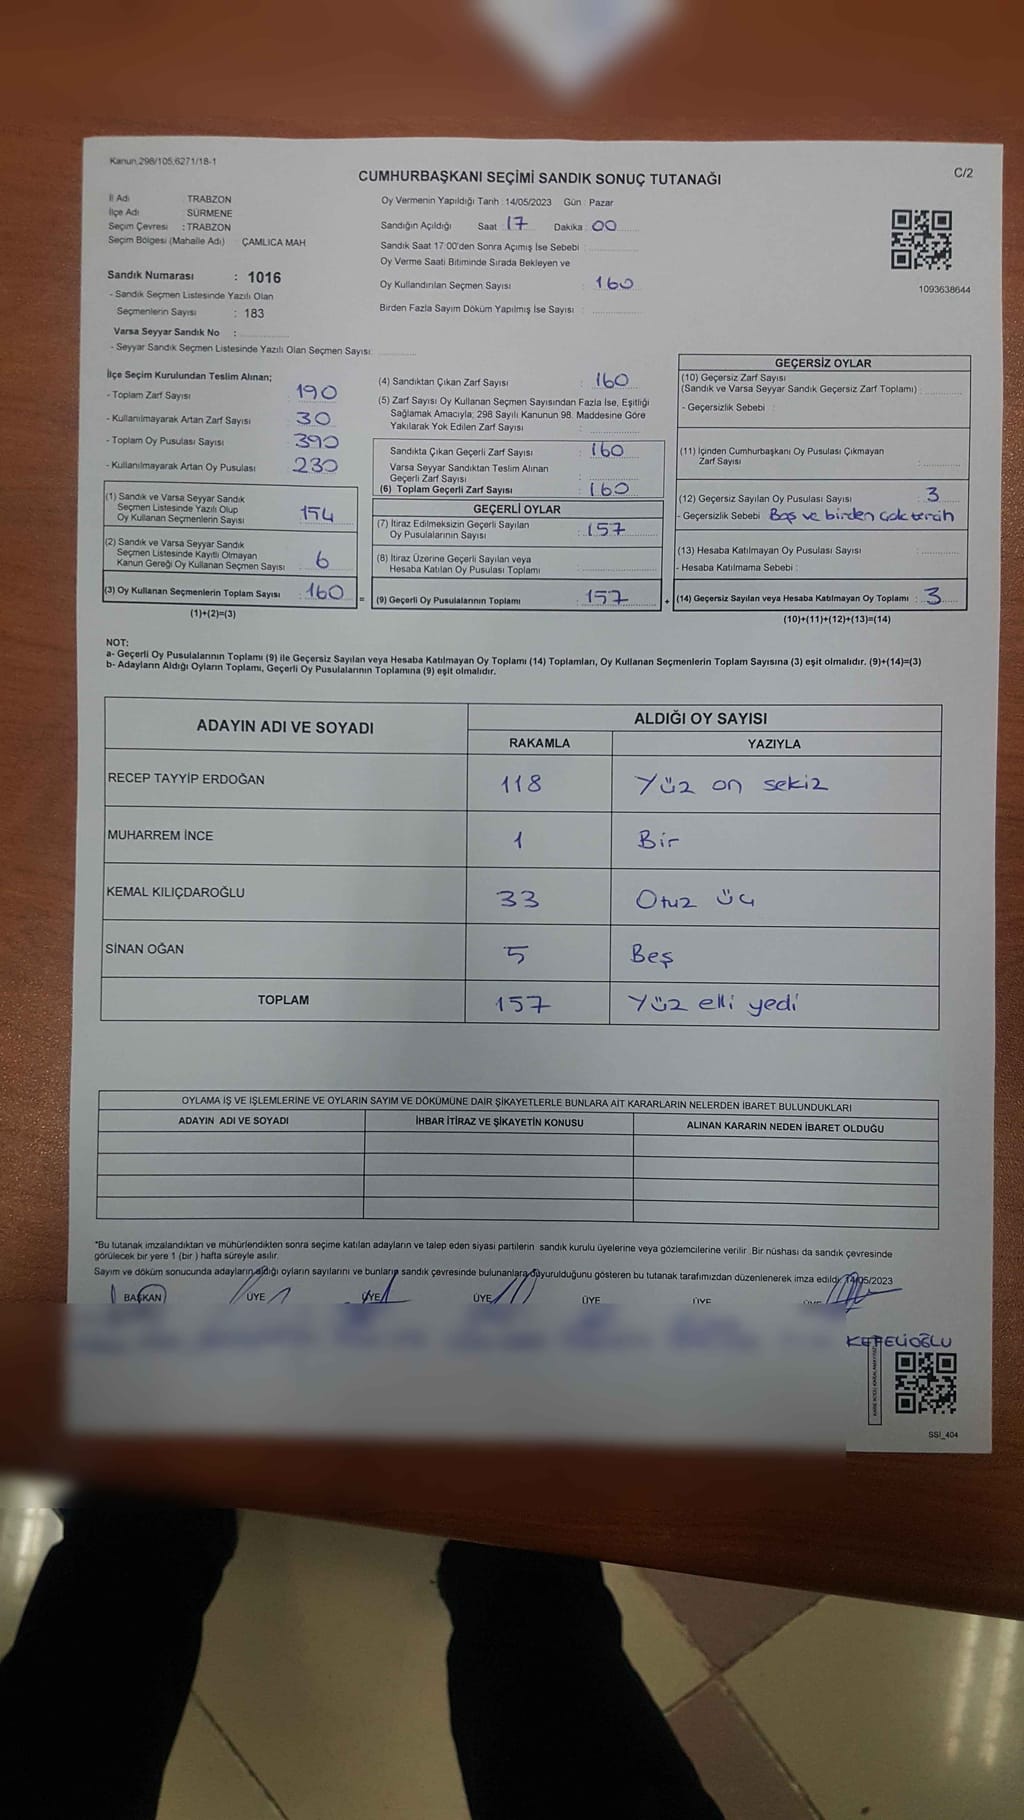 Kanun.298/105,6271/18-1
C/2
CUMHURBAŞKANI SEÇİMİ SANDIK SONUÇ TUTANAĞI
İl Adı : TRABZON
İlçe Adı : SÜRMENE
Seçim Çevresi : TRABZON
Seçim Bölgesi (Mahalle Adı) ÇAMLICA MAH
Sandık Numarası : 1016
- Sandık Seçmen Listesinde Yazılı Olan
Seçmenlerin Sayısı : 183
Varsa Seyyar Sandık No :
- Seyyar Sandık Seçmen Listesinde Yazılı Olan Seçmen Sayısı:
Oy Vermenin Yapıldığı Tarih : 14/05/2023 Gün : Pazar
Sandığın Açıldığı Saat : 17 Dakika : 00
Sandık Saat 17:00'den Sonra Açımış İse Sebebi :
Oy Verme Saati Bitiminde Sırada Bekleyen ve
Oy Kullandırılan Seçmen Sayısı : 160
Birden Fazla Sayım Döküm Yapılmış İse Sayısı :
1093638644
İlçe Seçim Kurulundan Teslim Alınan;
- Toplam Zarf Sayısı : 190
- Kullanılmayarak Artan Zarf Sayısı : 30
- Toplam Oy Pusulası Sayısı : 390
- Kullanılmayarak Artan Oy Pusulası : 230
(1) Sandık ve Varsa Seyyar Sandık
Seçmen Listesinde Yazılı Olup
Oy Kullanan Seçmenlerin Sayısı : 154
(2) Sandık ve Varsa Seyyar Sandık
Seçmen Listesinde Kayıtlı Olmayan
Kanun Gereği Oy Kullanan Seçmen Sayısı : 6
(3) Oy Kullanan Seçmenlerin Toplam Sayısı : 160
(1)+(2)=(3)
(4) Sandıktan Çıkan Zarf Sayısı : 160
(5) Zarf Sayısı Oy Kullanan Seçmen Sayısından Fazla İse, Eşitliği
Sağlamak Amacıyla; 298 Sayılı Kanunun 98. Maddesine Göre
Yakılarak Yok Edilen Zarf Sayısı :
Sandıkta Çıkan Geçerli Zarf Sayısı : 160
Varsa Seyyar Sandıktan Teslim Alınan
Geçerli Zarf Sayısı :
(6) Toplam Geçerli Zarf Sayısı : 160
GEÇERLİ OYLAR
(7) İtiraz Edilmeksizin Geçerli Sayılan
Oy Pusulalarının Sayısı : 157
(8) İtiraz Üzerine Geçerli Sayılan veya
Hesaba Katılan Oy Pusulası Toplamı :
= (9) Geçerli Oy Pusulalarının Toplamı : 157 +
GEÇERSİZ OYLAR
(10) Geçersiz Zarf Sayısı
(Sandık ve Varsa Seyyar Sandık Geçersiz Zarf Toplamı) :
- Geçersizlik Sebebi :
(11) İçinden Cumhurbaşkanı Oy Pusulası Çıkmayan
Zarf Sayısı :
(12) Geçersiz Sayılan Oy Pusulası Sayısı : 3
- Geçersizlik Sebebi : Boş ve birden çok tercih
(13) Hesaba Katılmayan Oy Pusulası Sayısı :
- Hesaba Katılmama Sebebi :
(14) Geçersiz Sayılan veya Hesaba Katılmayan Oy Toplamı : 3
(10)+(11)+(12)+(13)=(14)
NOT:
a- Geçerli Oy Pusulalarının Toplamı (9) ile Geçersiz Sayılan veya Hesaba Katılmayan Oy Toplamı (14) Toplamları, Oy Kullanan Seçmenlerin Toplam Sayısına (3) eşit olmalıdır. (9)+(14)=(3)
b- Adayların Aldığı Oyların Toplamı, Geçerli Oy Pusulalarının Toplamına (9) eşit olmalıdır.
ADAYIN ADI VE SOYADI ALDIĞI OY SAYISI
RAKAMLA YAZIYLA
RECEP TAYYİP ERDOĞAN 118 Yüz on sekiz
MUHARREM İNCE 1 Bir
KEMAL KILIÇDAROĞLU 33 Otuz üç
SİNAN OĞAN 5 Beş
TOPLAM 157 Yüz elli yedi
OYLAMA İŞ VE İŞLEMLERİNE VE OYLARIN SAYIM VE DÖKÜMÜNE DAİR ŞİKAYETLERLE BUNLARA AİT KARARLARIN NELERDEN İBARET BULUNDUKLARI
ADAYIN ADI VE SOYADI İHBAR İTİRAZ VE ŞİKAYETİN KONUSU ALINAN KARARIN NEDEN İBARET OLDUĞU
*Bu tutanak imzalandıktan ve mühürlendikten sonra seçime katılan adayların ve talep eden siyasi partilerin sandık kurulu üyelerine veya gözlemcilerine verilir. Bir nüshası da sandık çevresinde
görülecek bir yere 1 (bir ) hafta süreyle asılır.
Sayım ve döküm sonucunda adayların aldığı oyların sayılarını ve bunların sandık çevresinde bulunanlara duyurulduğunu gösteren bu tutanak tarafımızdan düzenlenerek imza edildi. 14/05/2023
BAŞKAN ÜYE ÜYE ÜYE ÜYE ÜYE ÜYE
SSİ_404